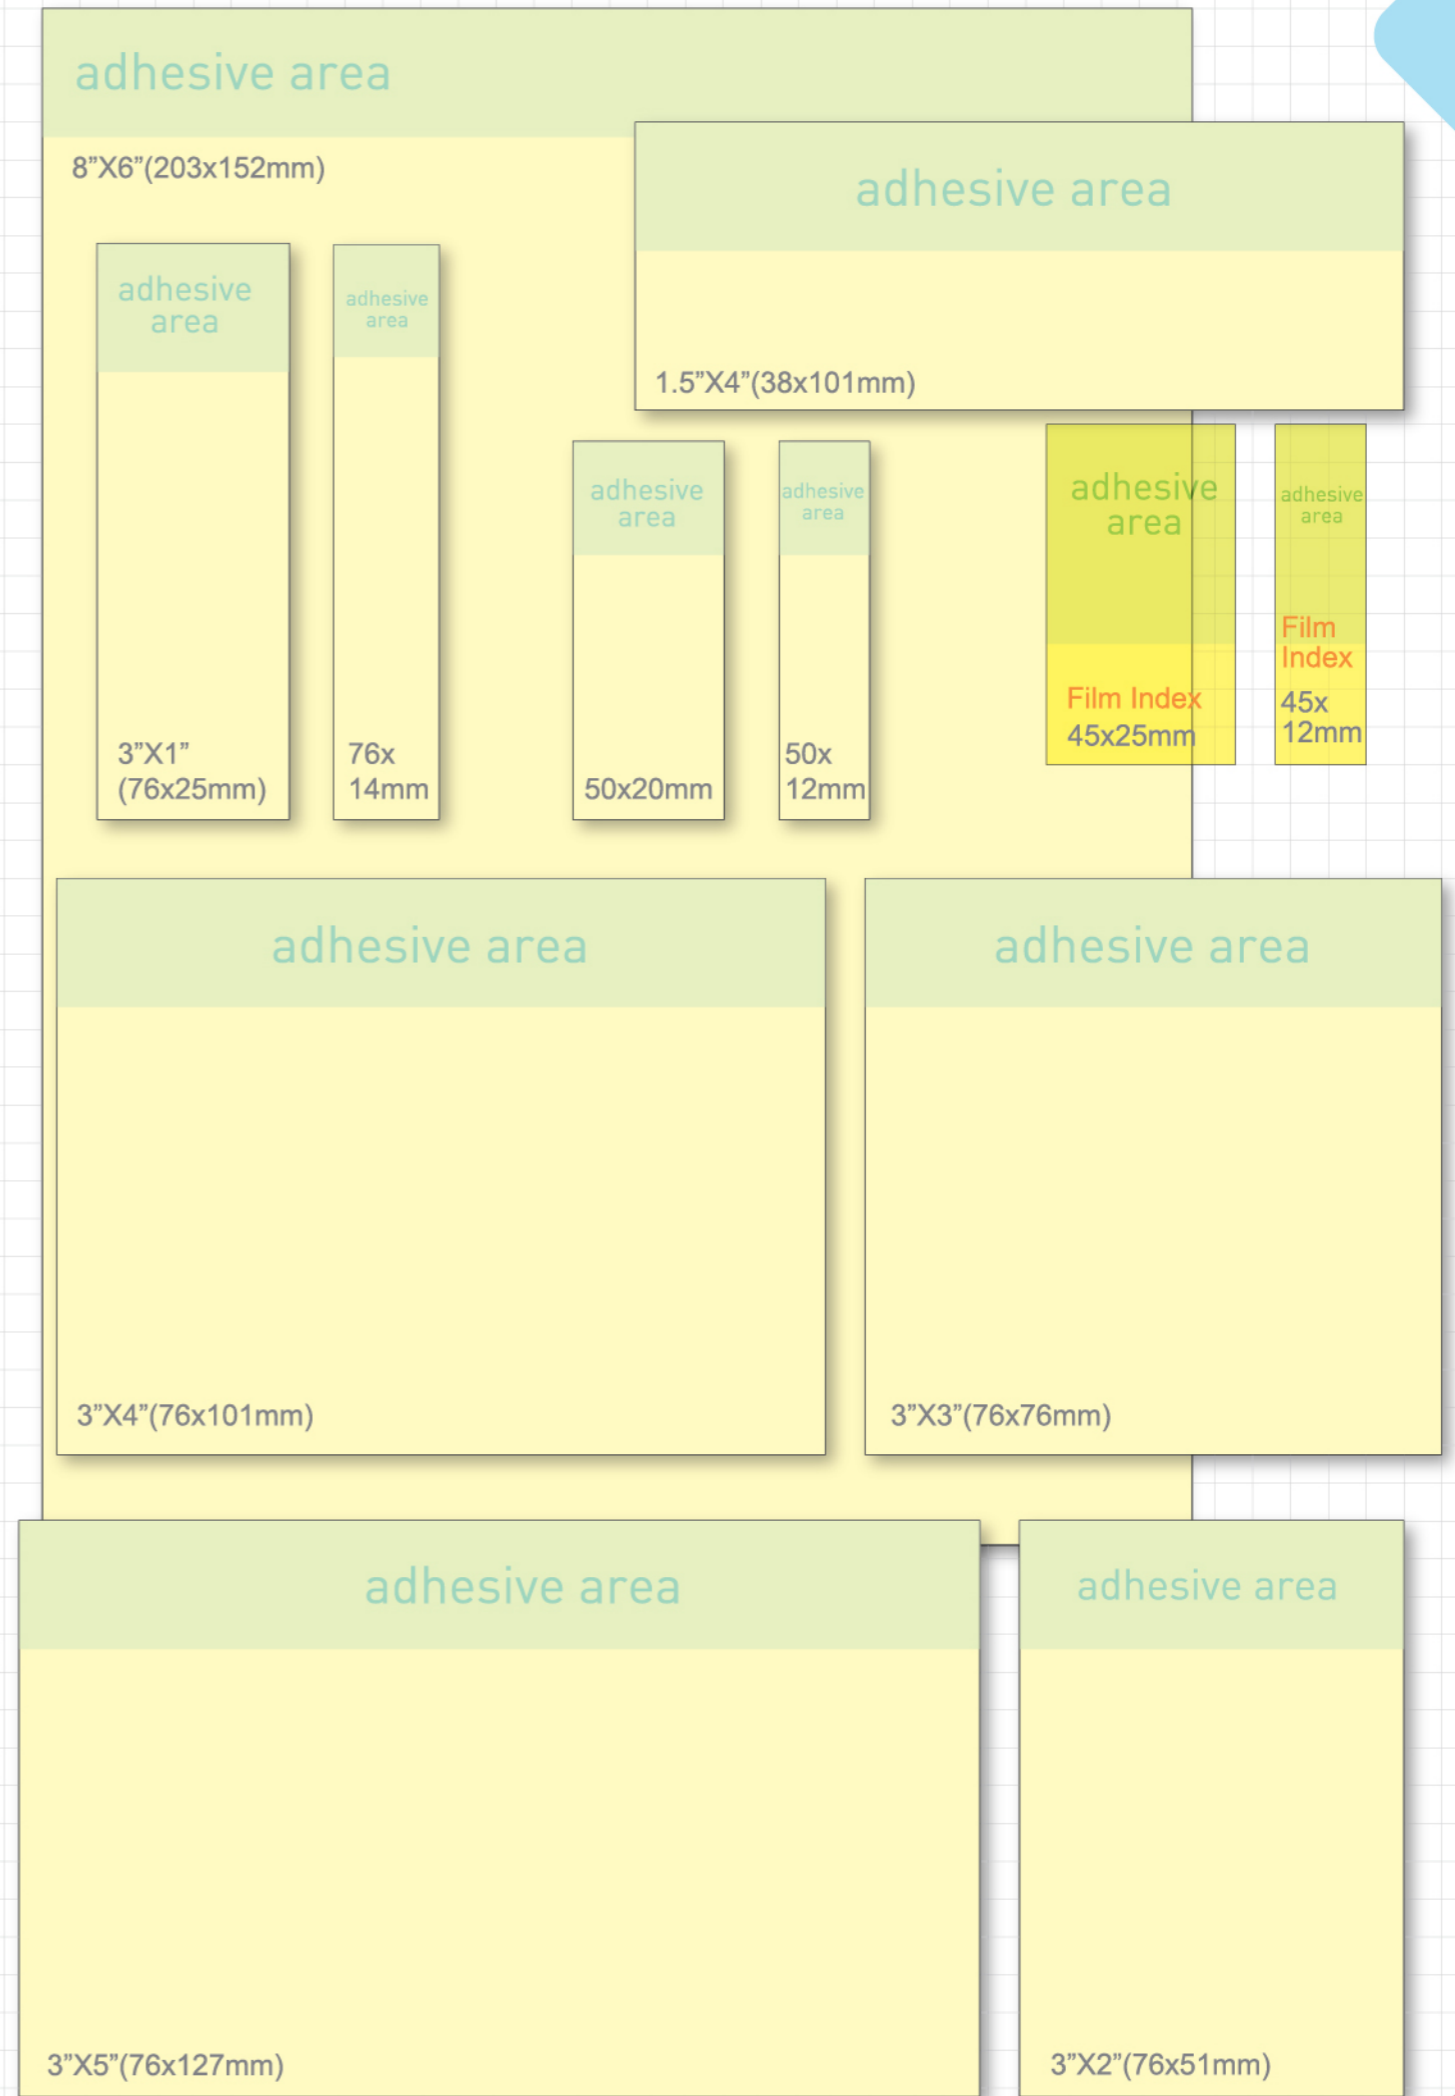 adhesive area
8”X6”(203x152mm)
adhesive area
1.5”X4”(38x101mm)
adhesive
area
3”X1”
(76x25mm)
adhesive
area
76x
14mm
adhesive
area
50x20mm
adhesive
area
50x
12mm
adhesive
area
Film Index
45x25mm
adhesive
area
Film
Index
45x
12mm
adhesive area
3”X4”(76x101mm)
adhesive area
3”X3”(76x76mm)
adhesive area
3”X5”(76x127mm)
adhesive area
3”X2”(76x51mm)